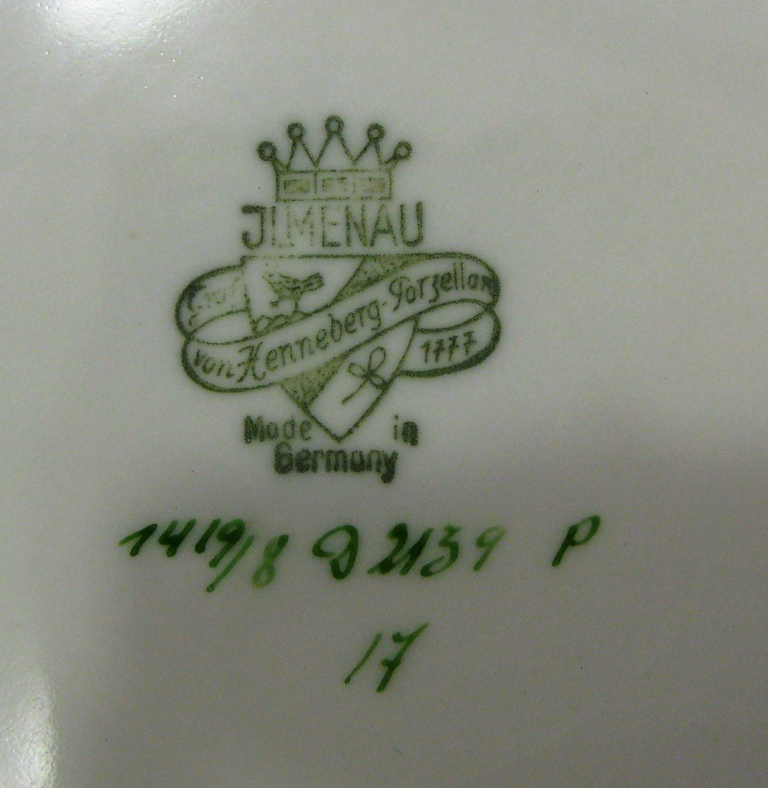 JLMENAU
Graf
von Henneberg-Porzellan
1777
Made in
Germany
1419/8 D 2139 P
17